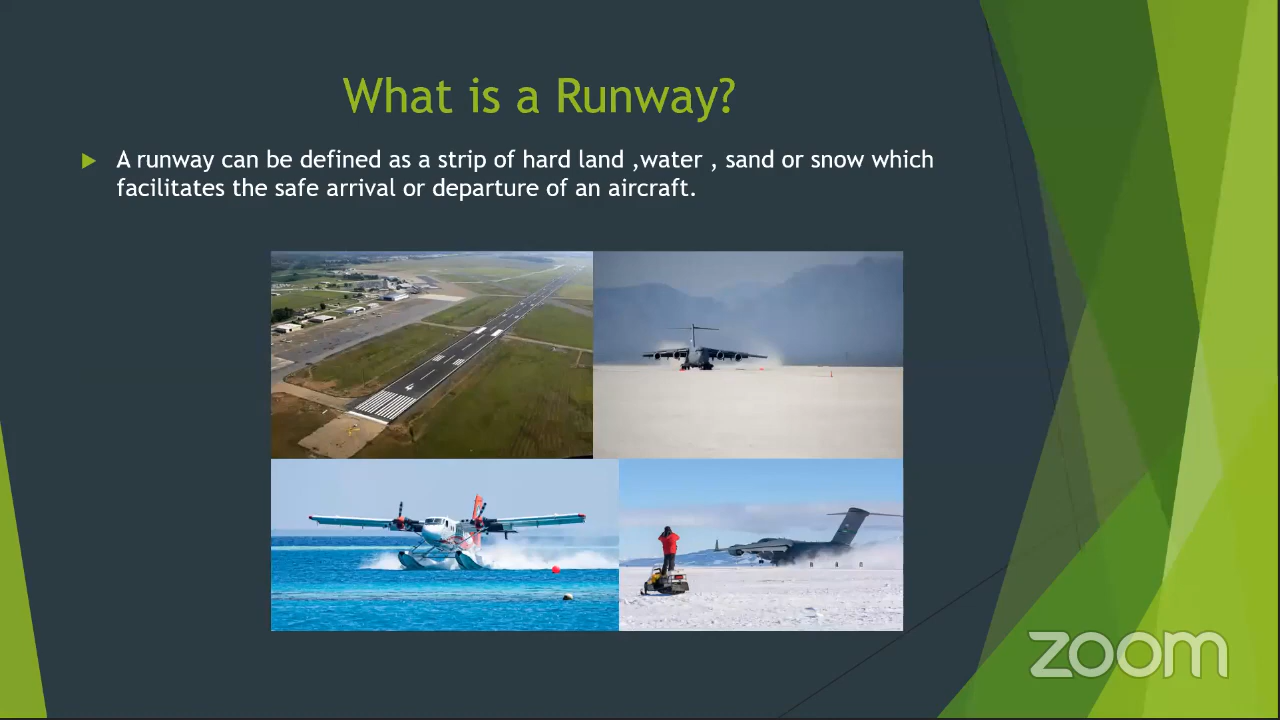 What is a Runway?
A runway can be defined as a strip of hard land ,water , sand or snow which
facilitates the safe arrival or departure of an aircraft.
zoom